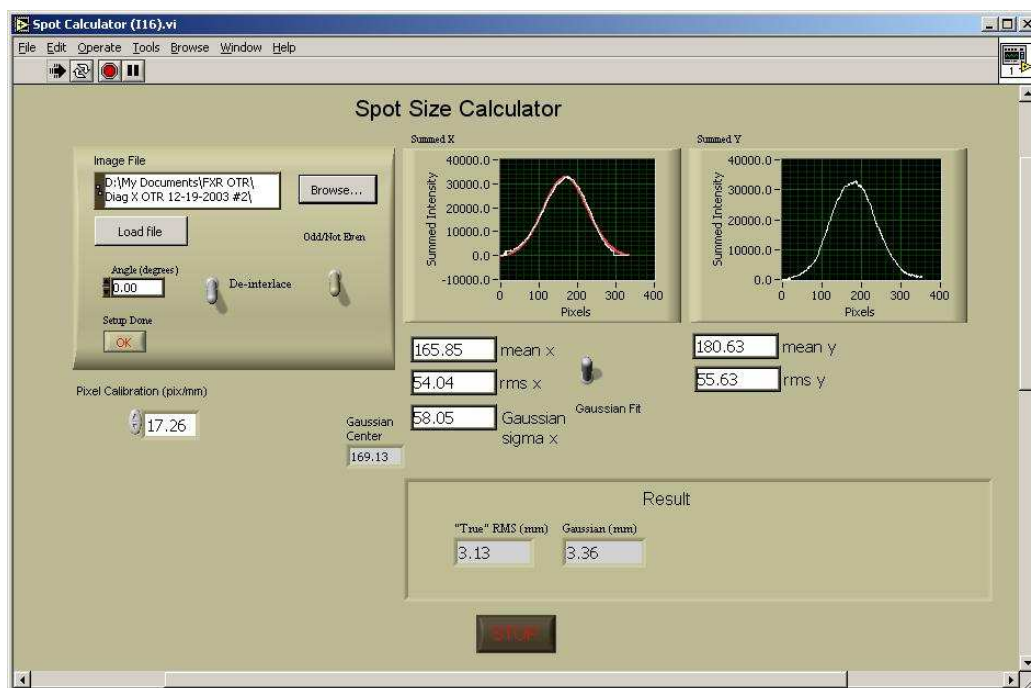 Spot Calculator (I16).vi
File Edit Operate Tools Browse Window Help
1
Spot Size Calculator
Image File
D:\My Documents\FXR OTR\
Diag X OTR 12-19-2003 #2\
Browse...
Load file
Odd/Not Even
Angle (degrees)
0.00
De-interlace
Setup Done
OK
Pixel Calibration (pix/mm)
17.26
Summed X
Summed Intensity
40000.0
30000.0
20000.0
10000.0
0.0
-10000.0
0 100 200 300 400
Pixels
Summed Y
Summed Intensity
40000.0
30000.0
20000.0
10000.0
0.0
0 100 200 300 400
Pixels
165.85 mean x
54.04 rms x
58.05 Gaussian
sigma x
Gaussian Fit
Gaussian
Center
169.13
180.63 mean y
55.63 rms y
Result
"True" RMS (mm) Gaussian (mm)
3.13 3.36
STOP